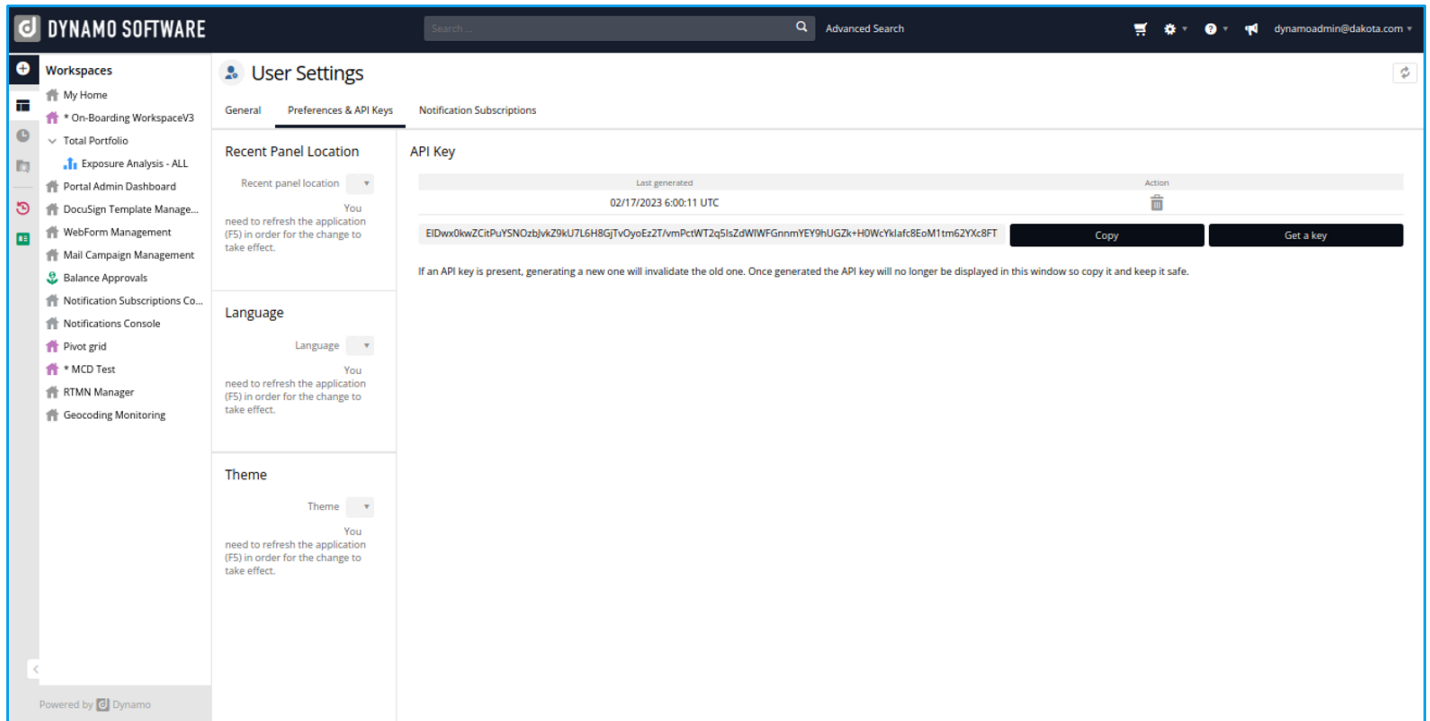 DYNAMO SOFTWARE
Search ...
Advanced Search
dynamoadmin@dakota.com
Workspaces
My Home
* On-Boarding WorkspaceV3
Total Portfolio
Exposure Analysis - ALL
Portal Admin Dashboard
DocuSign Template Manage...
WebForm Management
Mail Campaign Management
Balance Approvals
Notification Subscriptions Co...
Notifications Console
Pivot grid
* MCD Test
RTMN Manager
Geocoding Monitoring
Powered by Dynamo
User Settings
General
Preferences & API Keys
Notification Subscriptions
Recent Panel Location
Recent panel location
You
need to refresh the application
(F5) in order for the change to
take effect.
Language
Language
You
need to refresh the application
(F5) in order for the change to
take effect.
Theme
Theme
You
need to refresh the application
(F5) in order for the change to
take effect.
API Key
Last generated
Action
02/17/2023 6:00:11 UTC
Copy
Get a key
If an API key is present, generating a new one will invalidate the old one. Once generated the API key will no longer be displayed in this window so copy it and keep it safe.